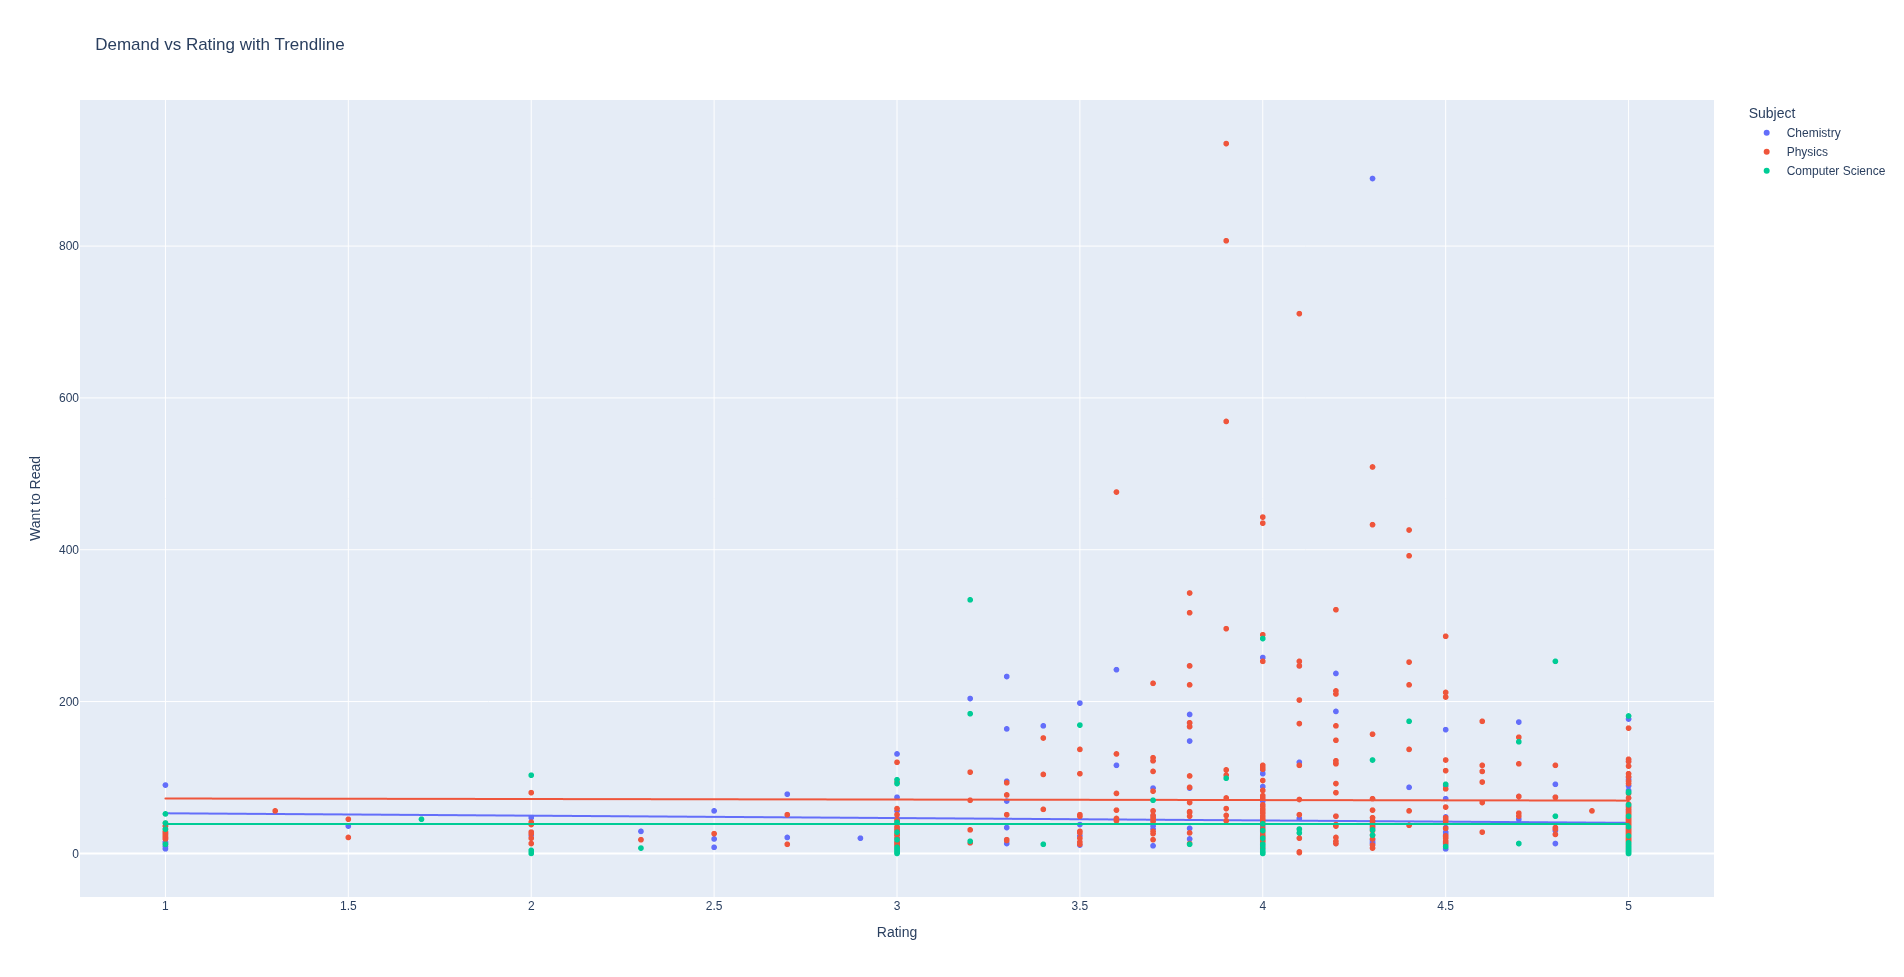 Demand vs Rating with Trendline
Subject
Chemistry
Physics
Computer Science
Want to Read
800
600
400
200
0
1
1.5
2
2.5
3
3.5
4
4.5
5
Rating